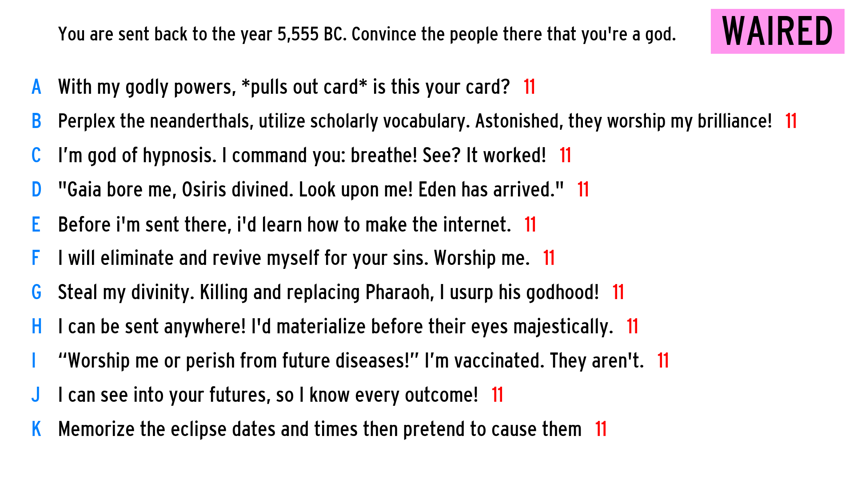 You are sent back to the year 5,555 BC. Convince the people there that you're a god.
WAIRED
A With my godly powers, *pulls out card* is this your card? 11
B Perplex the neanderthals, utilize scholarly vocabulary. Astonished, they worship my brilliance! 11
C I’m god of hypnosis. I command you: breathe! See? It worked! 11
D "Gaia bore me, Osiris divined. Look upon me! Eden has arrived." 11
E Before i'm sent there, i'd learn how to make the internet. 11
F I will eliminate and revive myself for your sins. Worship me. 11
G Steal my divinity. Killing and replacing Pharaoh, I usurp his godhood! 11
H I can be sent anywhere! I'd materialize before their eyes majestically. 11
I “Worship me or perish from future diseases!” I’m vaccinated. They aren't. 11
J I can see into your futures, so I know every outcome! 11
K Memorize the eclipse dates and times then pretend to cause them 11